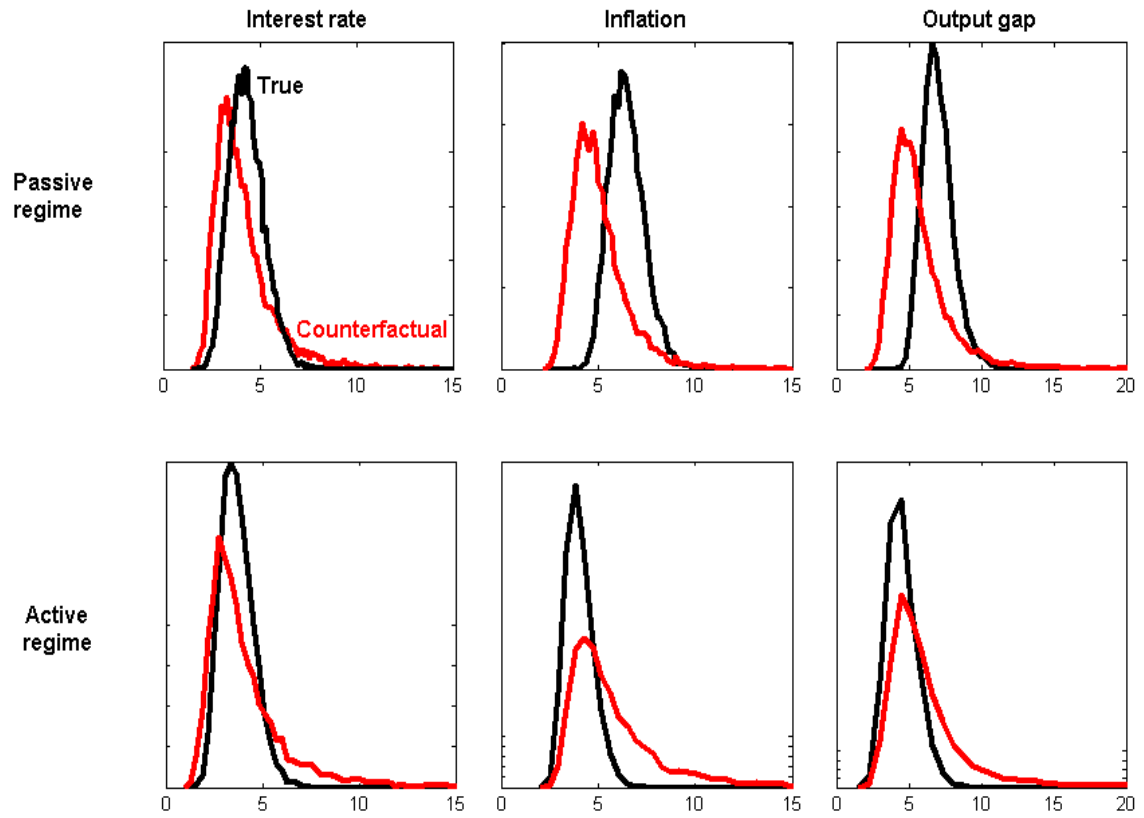 Interest rate Inflation Output gap
True
Passive
regime
Counterfactual
0 5 10 15 0 5 10 15 0 5 10 15 20
Active
regime
0 5 10 15 0 5 10 15 0 5 10 15 20